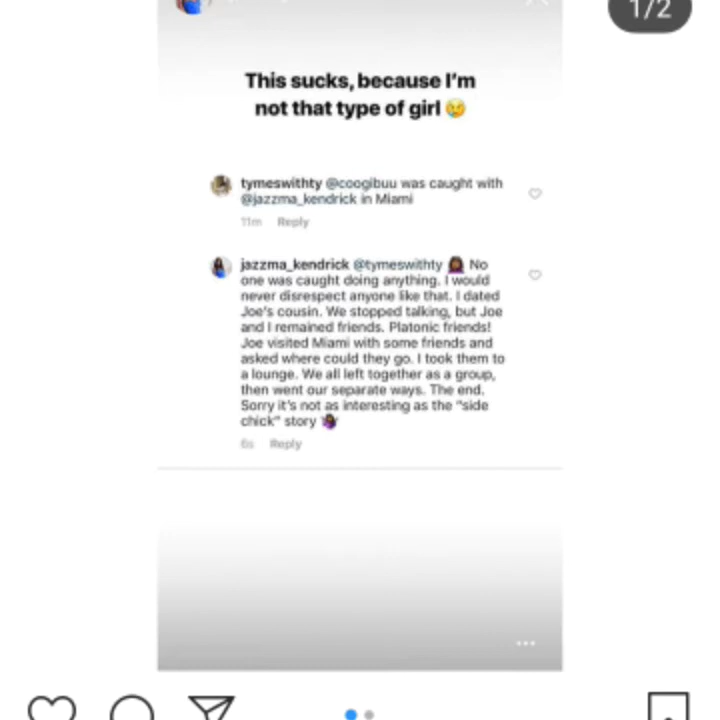 1/2
This sucks, because I'm
not that type of girl 😢
tymeswithty @coogibuu was caught with
@jazzma_kendrick in Miami
11m Reply
jazzma_kendrick @tymeswithty 🤦🏾‍♀️ No
one was caught doing anything. I would
never disrespect anyone like that. I dated
Joe's cousin. We stopped talking, but Joe
and I remained friends. Platonic friends!
Joe visited Miami with some friends and
asked where could they go. I took them to
a lounge. We all left together as a group,
then went our separate ways. The end.
Sorry it's not as interesting as the "side
chick" story 🤷🏾‍♀️
6s Reply